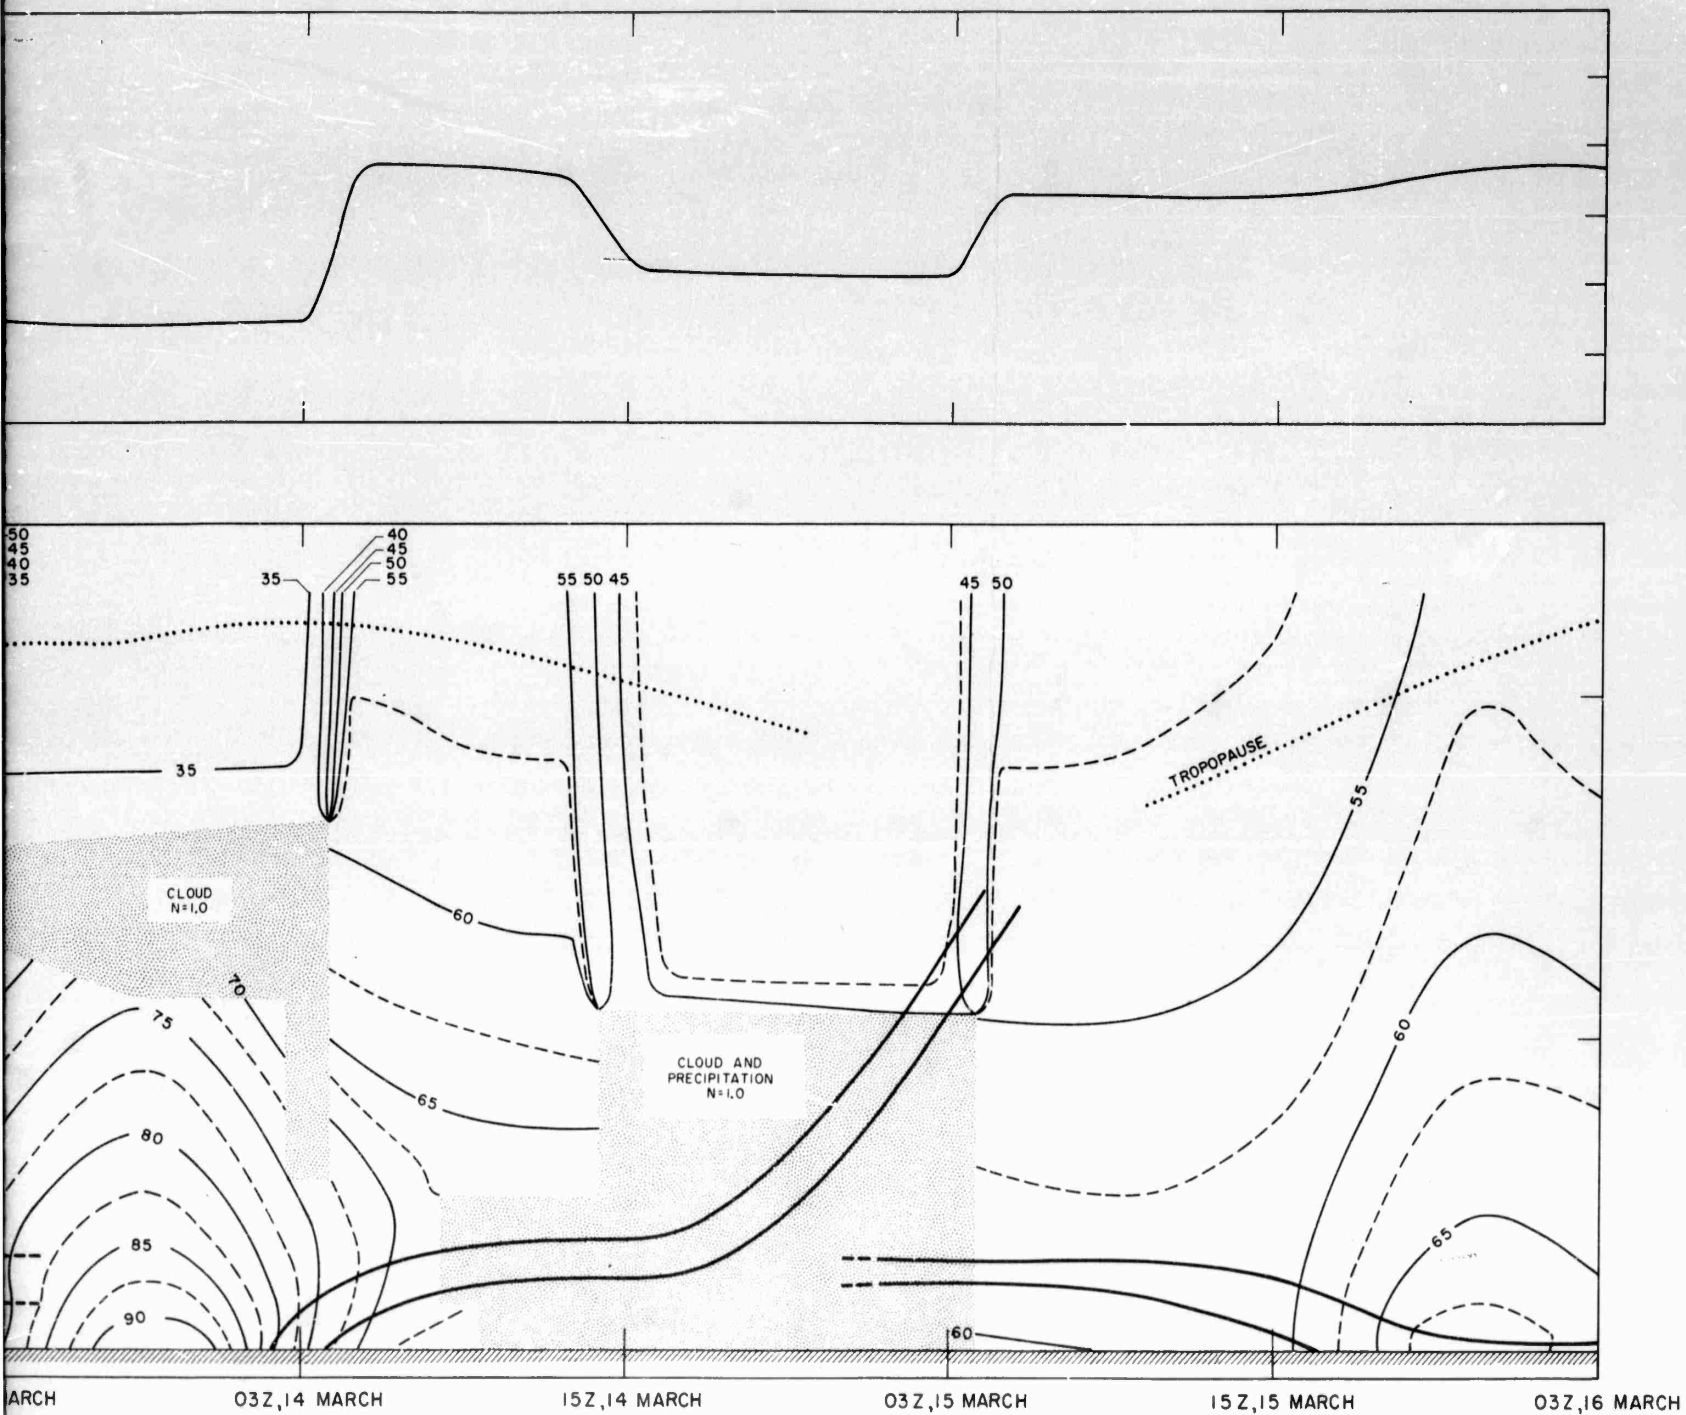 50
45
40
35
40
45
50
55
35
55 50 45
45 50
TROPOPAUSE
35
55
CLOUD
N=1.0
60
70
75
CLOUD AND
PRECIPITATION
N=1.0
60
65
80
85
65
90
60
ARCH
03Z,14 MARCH
15Z,14 MARCH
03Z,15 MARCH
15Z,15 MARCH
03Z,16 MARCH